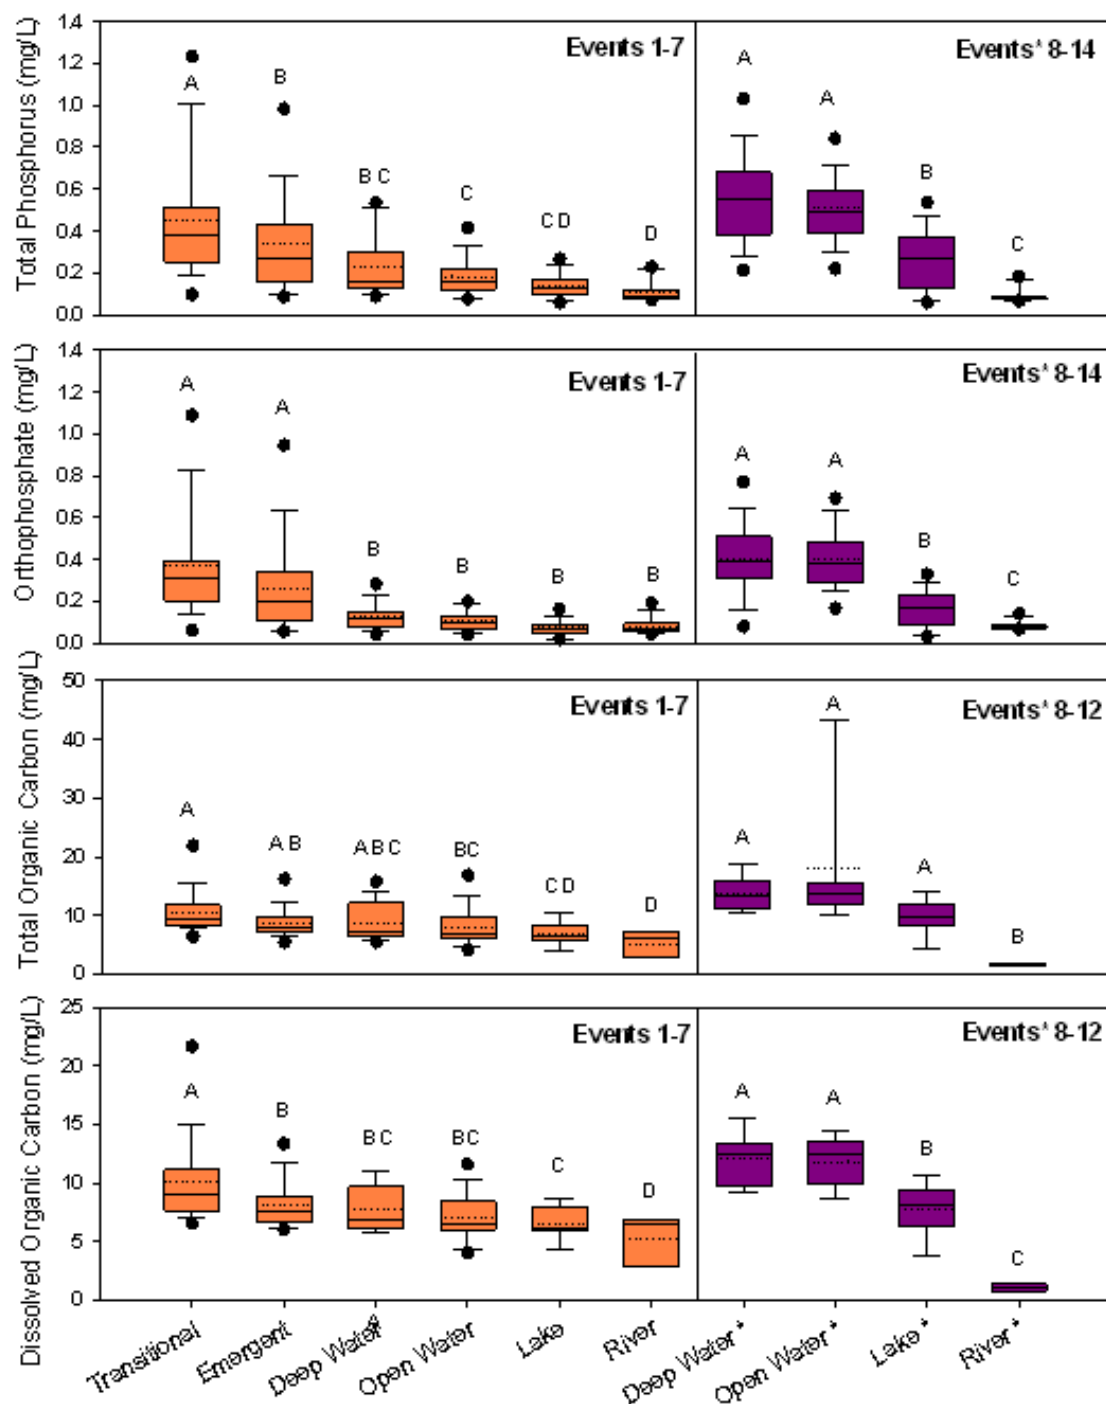 Total Phosphorus (mg/L)
1.4
1.2
1.0
0.8
0.6
0.4
0.2
0.0
Events 1-7
Events* 8-14
A
B
B C
C
C D
D
A
A
B
C
Orthophosphate (mg/L)
1.4
1.2
1.0
0.8
0.6
0.4
0.2
0.0
Events 1-7
Events* 8-14
A
A
B
B
B
B
A
A
B
C
Total Organic Carbon (mg/L)
50
40
30
20
10
0
Events 1-7
Events* 8-12
A
A B
A B C
BC
C D
D
A
A
A
B
Dissolved Organic Carbon (mg/L)
25
20
15
10
5
0
Events 1-7
Events* 8-12
A
B
B C
B C
C
D
A
A
B
C
Transitional
Emergent
Deep Water
Open Water
Lake
River
Deep Water*
Open Water*
Lake*
River*